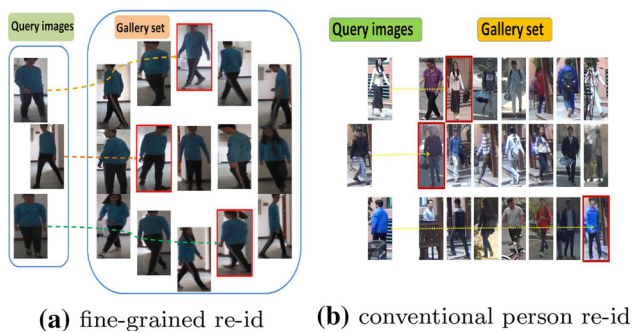 Query images
Gallery set
Query images
Gallery set
(a) fine-grained re-id
(b) conventional person re-id